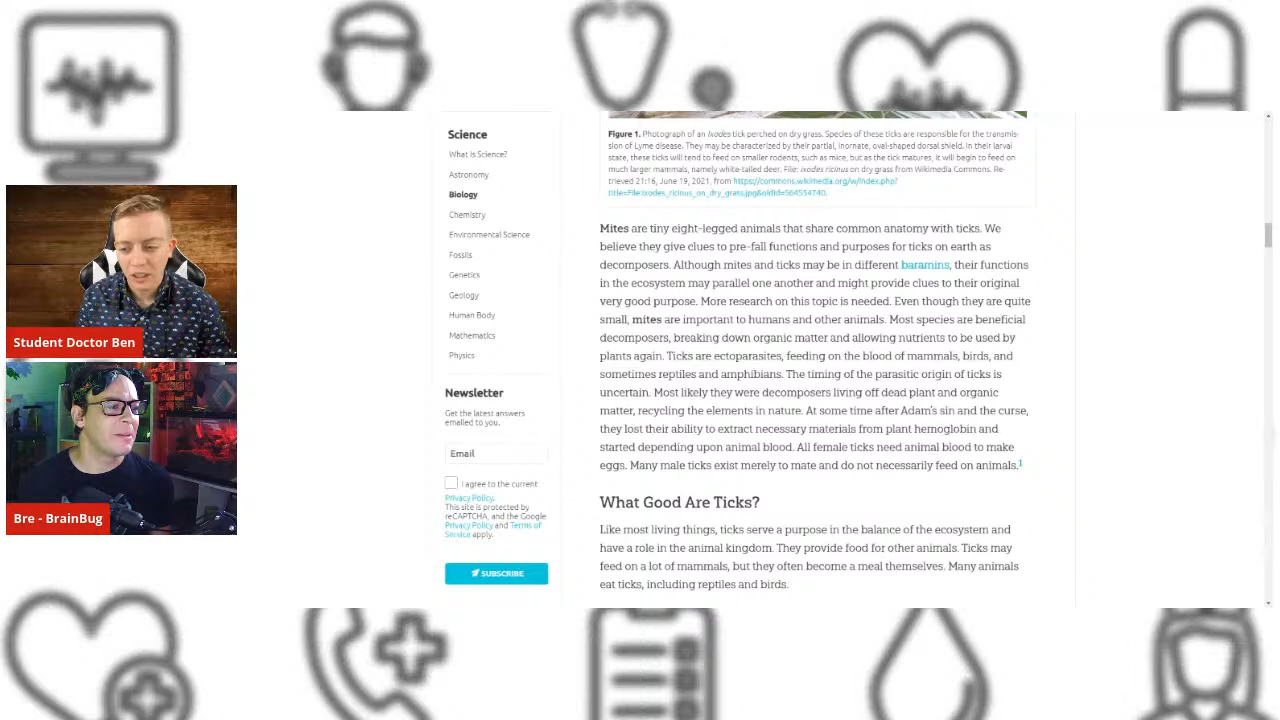 Student Doctor Ben
Bre - BrainBug
Science
What Is Science?
Astronomy
Biology
Chemistry
Environmental Science
Fossils
Genetics
Geology
Human Body
Mathematics
Physics
Newsletter
Get the latest answers
emailed to you.
Email
I agree to the current
Privacy Policy.
This site is protected by
reCAPTCHA, and the Google
Privacy Policy and Terms of
Service apply.
SUBSCRIBE
Figure 1. Photograph of an Ixodes tick perched on dry grass. Species of these ticks are responsible for the transmis-
sion of Lyme disease. They may be characterized by their partial, inornate, oval-shaped dorsal shield. In their larval
state, these ticks will tend to feed on smaller rodents, such as mice, but as the tick matures, it will begin to feed on
much larger mammals, namely white-tailed deer. File: Ixodes ricinus on dry grass from Wikimedia Commons. Re-
trieved 21:16, June 19, 2021, from https://commons.wikimedia.org/w/index.php?
title=File:Ixodes_ricinus_on_dry_grass.jpg&oldid=564554740.
Mites are tiny eight-legged animals that share common anatomy with ticks. We
believe they give clues to pre-fall functions and purposes for ticks on earth as
decomposers. Although mites and ticks may be in different baramins, their functions
in the ecosystem may parallel one another and might provide clues to their original
very good purpose. More research on this topic is needed. Even though they are quite
small, mites are important to humans and other animals. Most species are beneficial
decomposers, breaking down organic matter and allowing nutrients to be used by
plants again. Ticks are ectoparasites, feeding on the blood of mammals, birds, and
sometimes reptiles and amphibians. The timing of the parasitic origin of ticks is
uncertain. Most likely they were decomposers living off dead plant and organic
matter, recycling the elements in nature. At some time after Adam's sin and the curse,
they lost their ability to extract necessary materials from plant hemoglobin and
started depending upon animal blood. All female ticks need animal blood to make
eggs. Many male ticks exist merely to mate and do not necessarily feed on animals.1
What Good Are Ticks?
Like most living things, ticks serve a purpose in the balance of the ecosystem and
have a role in the animal kingdom. They provide food for other animals. Ticks may
feed on a lot of mammals, but they often become a meal themselves. Many animals
eat ticks, including reptiles and birds.